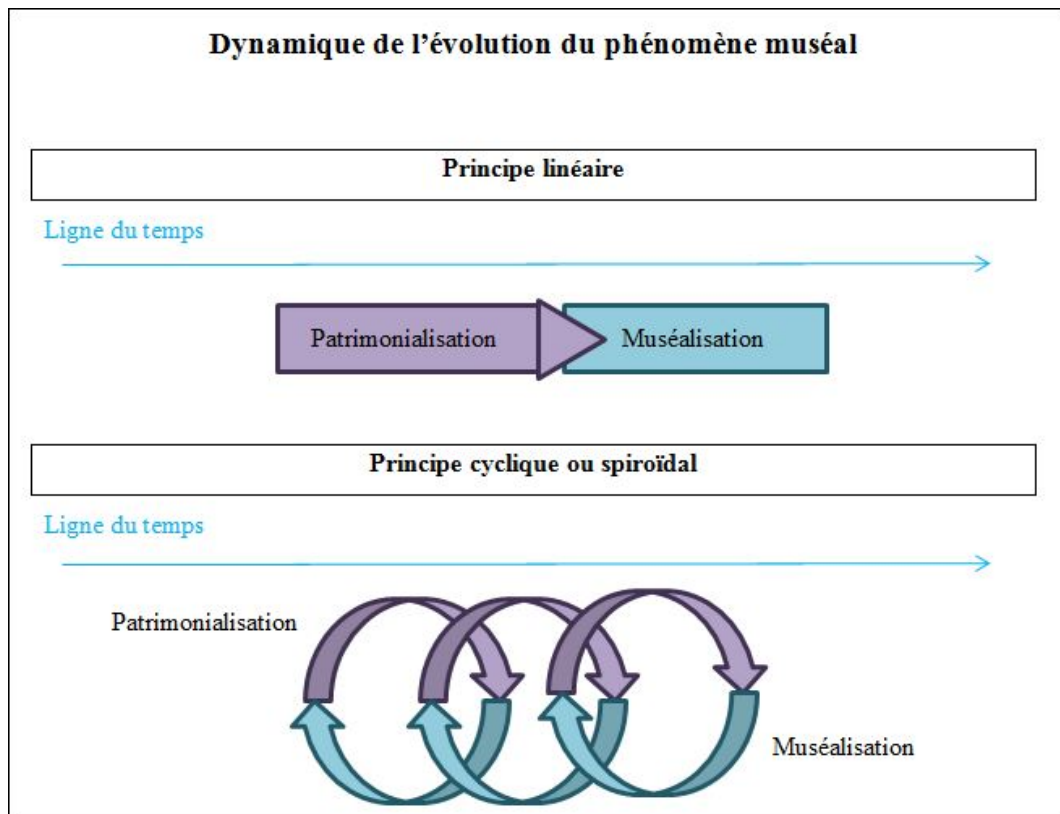 Dynamique de l’évolution du phénomène muséal
Principe linéaire
Ligne du temps
Patrimonialisation
Muséalisation
Principe cyclique ou spiroïdal
Ligne du temps
Patrimonialisation
Muséalisation